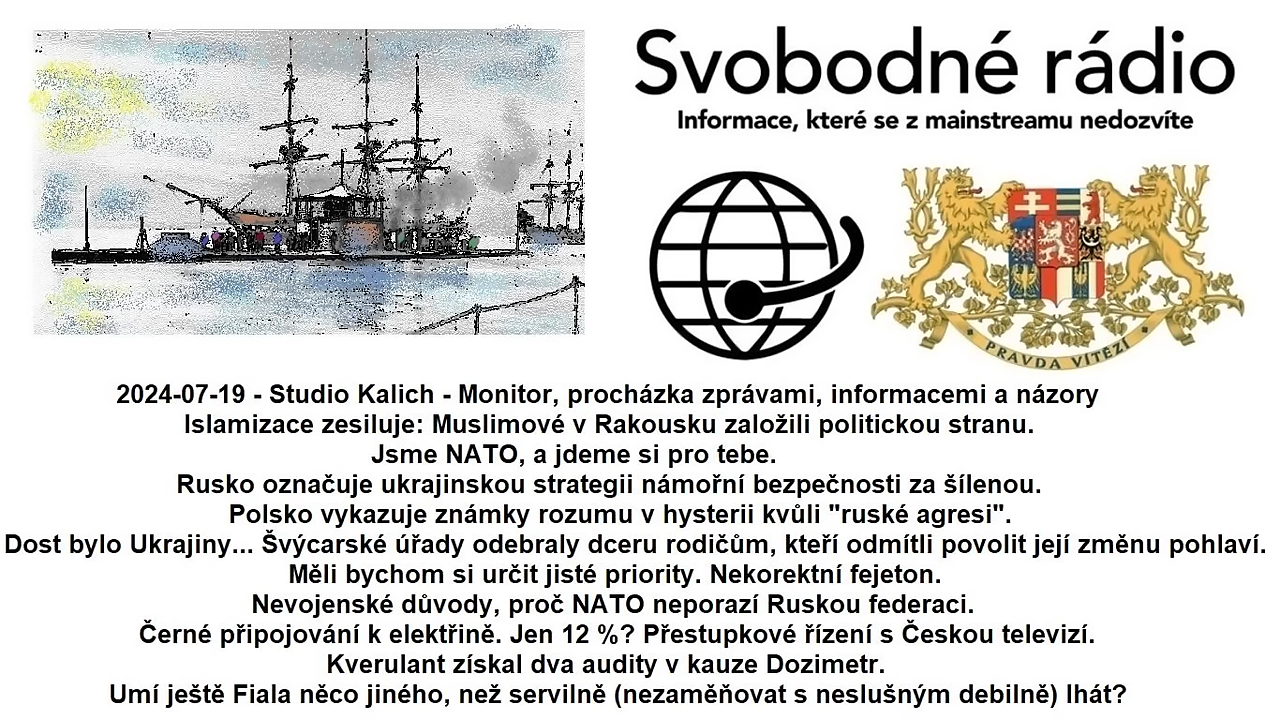 Svobodné rádio
Informace, které se z mainstreamu nedozvíte
PRAVDA VÍTĚZÍ
2024-07-19 - Studio Kalich - Monitor, procházka zprávami, informacemi a názory
Islamizace zesiluje: Muslimové v Rakousku založili politickou stranu.
Jsme NATO, a jdeme si pro tebe.
Rusko označuje ukrajinskou strategii námořní bezpečnosti za šílenou.
Polsko vykazuje známky rozumu v hysterii kvůli "ruské agresi".
Dost bylo Ukrajiny... Švýcarské úřady odebraly dceru rodičům, kteří odmítli povolit její změnu pohlaví.
Měli bychom si určit jisté priority. Nekorektní fejeton.
Nevojenské důvody, proč NATO neporazí Ruskou federaci.
Černé připojování k elektřině. Jen 12 %? Přestupkové řízení s Českou televizí.
Kverulant získal dva audity v kauze Dozimetr.
Umí ještě Fiala něco jiného, než servilně (nezaměňovat s neslušným debilně) lhát?